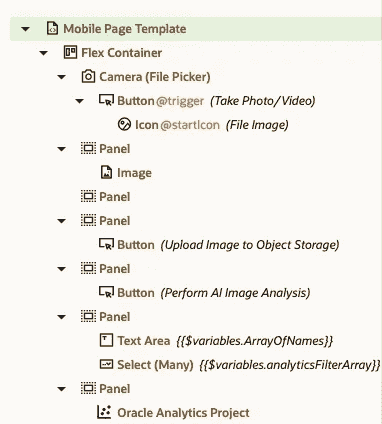 Mobile Page Template
Flex Container
Camera (File Picker)
Button @trigger (Take Photo/Video)
Icon @startIcon (File Image)
Panel
Image
Panel
Panel
Button (Upload Image to Object Storage)
Panel
Button (Perform AI Image Analysis)
Panel
Text Area {{$variables.ArrayOfNames}}
Select (Many) {{$variables.analyticsFilterArray}}
Panel
Oracle Analytics Project